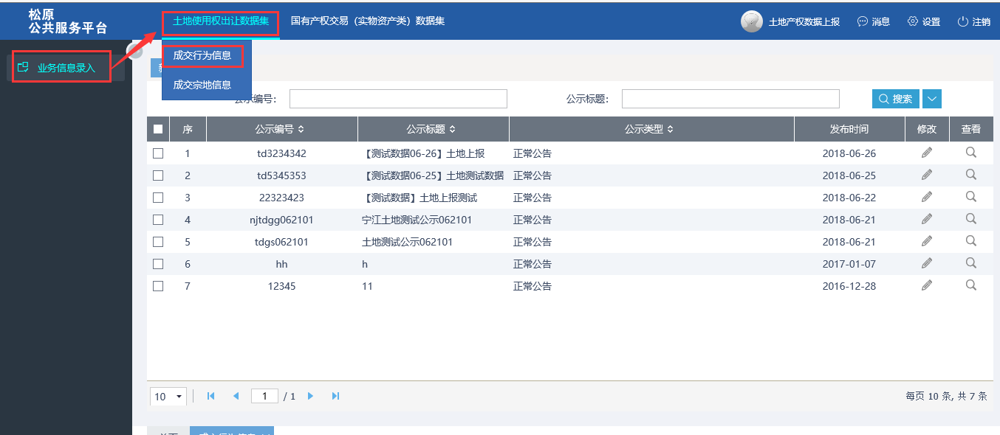 松原
公共服务平台
土地使用权出让数据集 国有产权交易（实物资产类）数据集 土地产权数据上报 消息 设置 注销
业务信息录入
成交行为信息
成交宗地信息
公示编号： 公示标题： 搜索
序 公示编号 公示标题 公示类型 发布时间 修改 查看
1 td3234342 【测试数据06-26】土地上报 正常公告 2018-06-26
2 td5345353 【测试数据06-25】土地测试数据 正常公告 2018-06-25
3 22323423 【测试数据】土地上报测试 正常公告 2018-06-22
4 njtdgg062101 宁江土地测试公示062101 正常公告 2018-06-21
5 tdgs062101 土地测试公示062101 正常公告 2018-06-21
6 hh h 正常公告 2017-01-07
7 12345 11 正常公告 2016-12-28
10 1 / 1 每页 10 条, 共 7 条